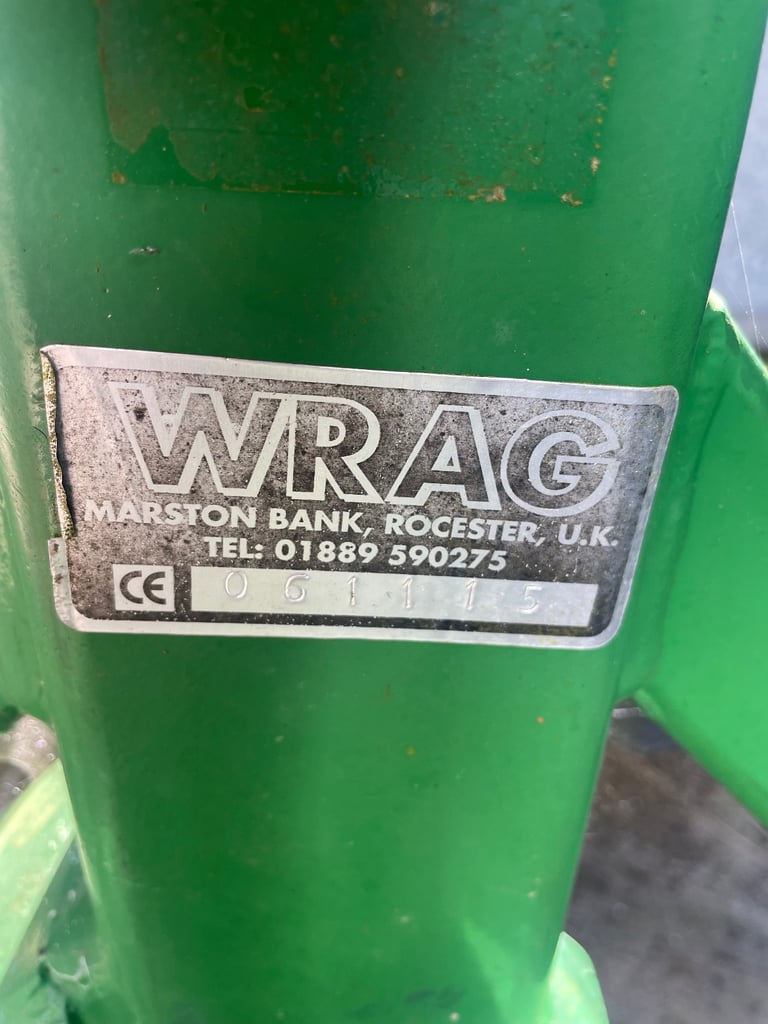 WRAG
MARSTON BANK, ROCESTER, U.K.
TEL: 01889 590275
CE 061115